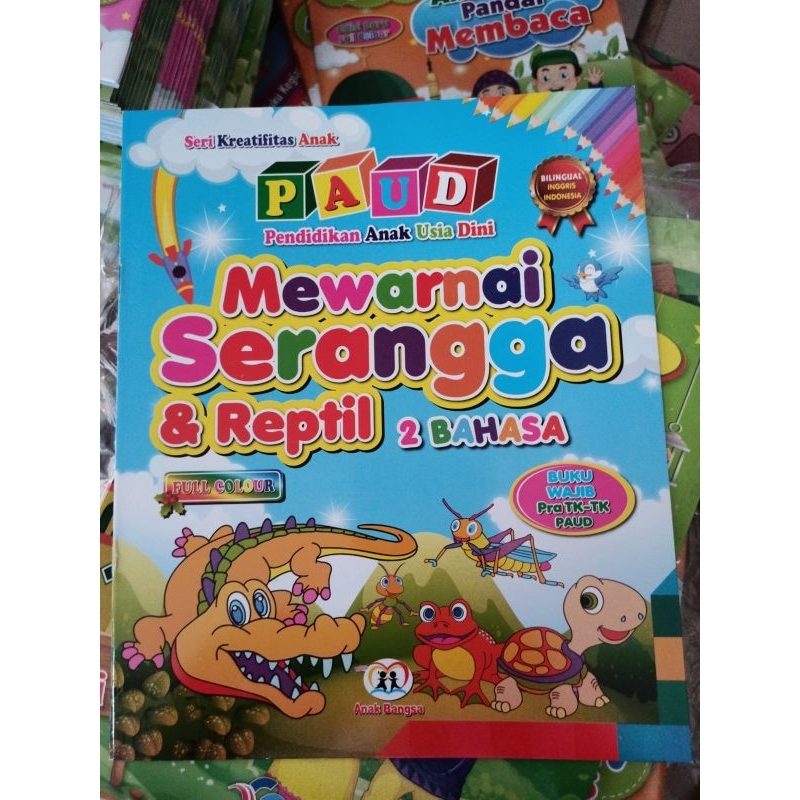 Pandai
Membaca
Seri Kreatifitas Anak
PAUD
Pendidikan Anak Usia Dini
BILINGUAL
INGGRIS
INDONESIA
Mewarnai
Serangga
& Reptil
2 BAHASA
FULL COLOUR
BUKU
WAJIB
Pra TK-TK
PAUD
Anak Bangsa